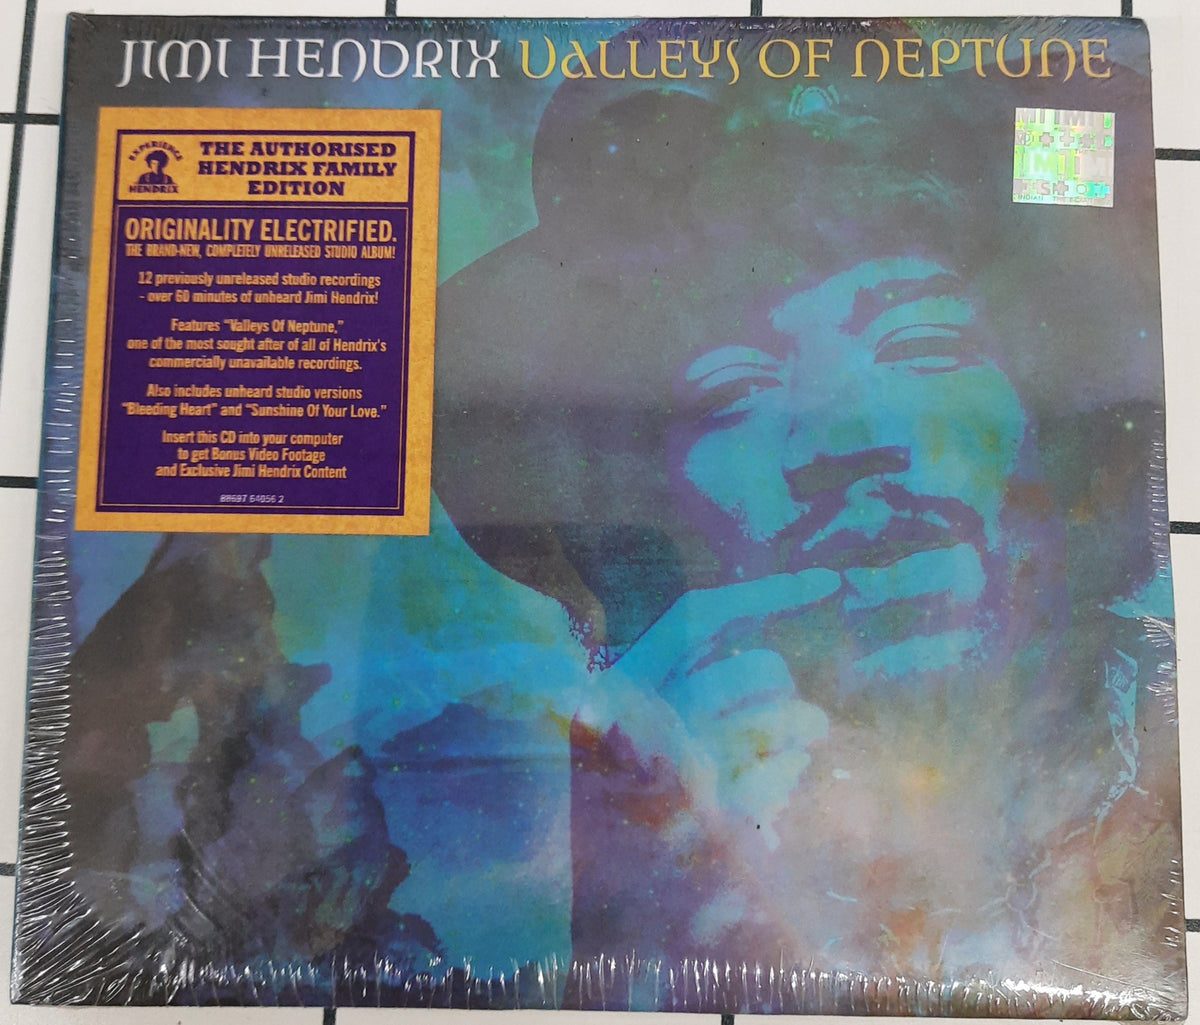 JIMI HENDRIX VALLEYS OF NEPTUNE
EXPERIENCE
HENDRIX
THE AUTHORISED
HENDRIX FAMILY
EDITION
ORIGINALITY ELECTRIFIED.
THE BRAND-NEW, COMPLETELY UNRELEASED STUDIO ALBUM!
12 previously unreleased studio recordings
- over 60 minutes of unheard Jimi Hendrix!
Features "Valleys Of Neptune,"
one of the most sought after of all of Hendrix's
commercially unavailable recordings.
Also includes unheard studio versions
"Bleeding Heart" and "Sunshine Of Your Love."
Insert this CD into your computer
to get Bonus Video Footage
and Exclusive Jimi Hendrix Content
88697 64056 2
INDIAN